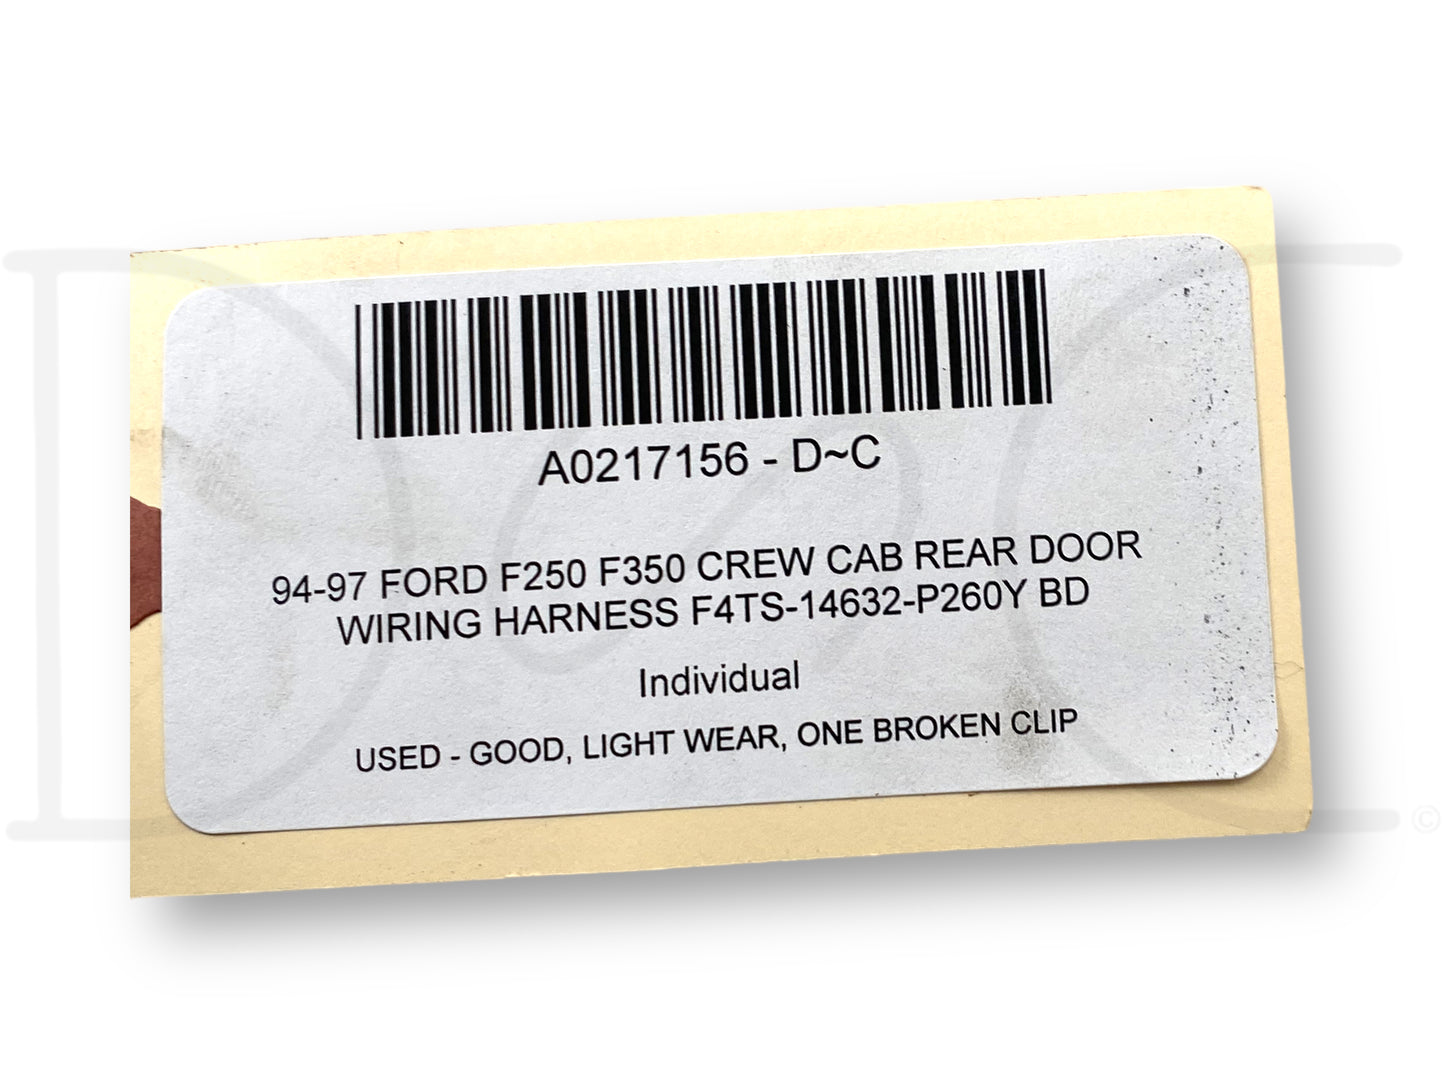 A0217156 - D~C
94-97 FORD F250 F350 CREW CAB REAR DOOR
WIRING HARNESS F4TS-14632-P260Y BD
Individual
USED - GOOD, LIGHT WEAR, ONE BROKEN CLIP
©